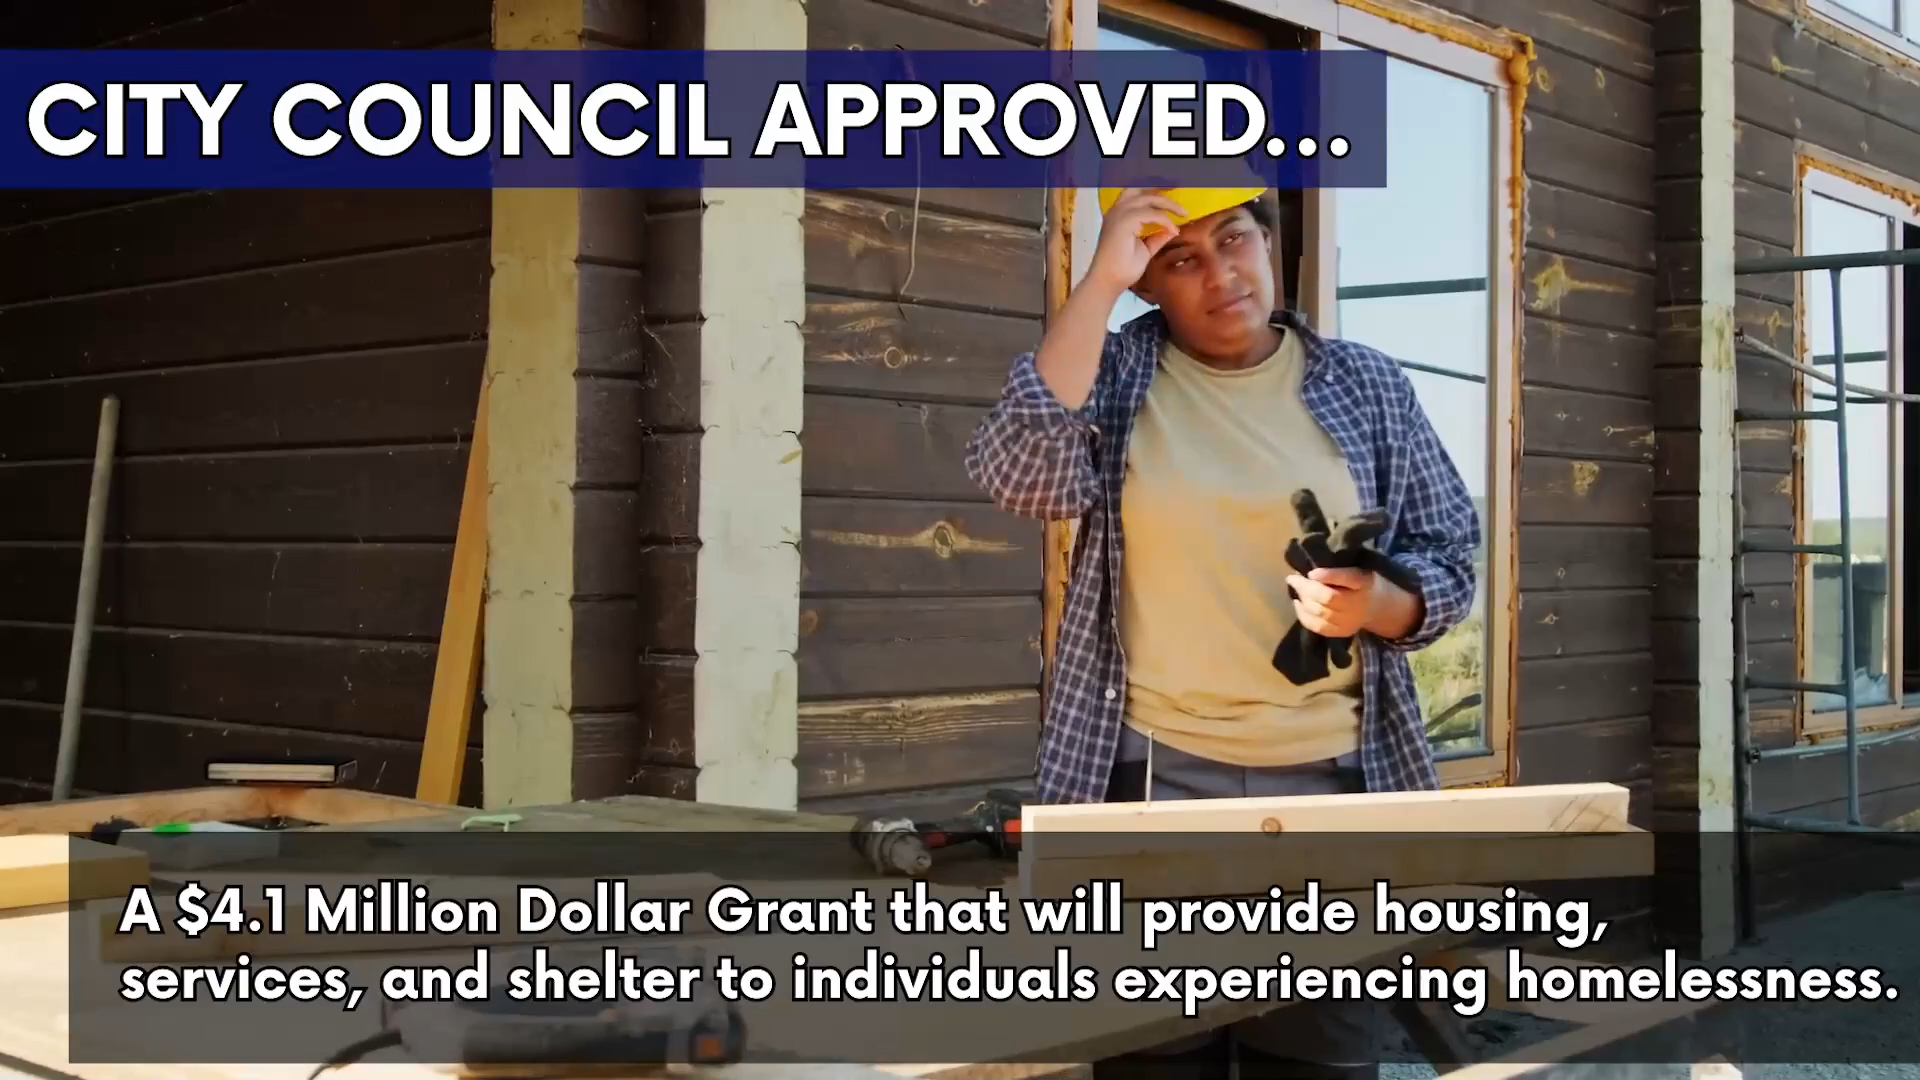 CITY COUNCIL APPROVED...
A $4.1 Million Dollar Grant that will provide housing,
services, and shelter to individuals experiencing homelessness.